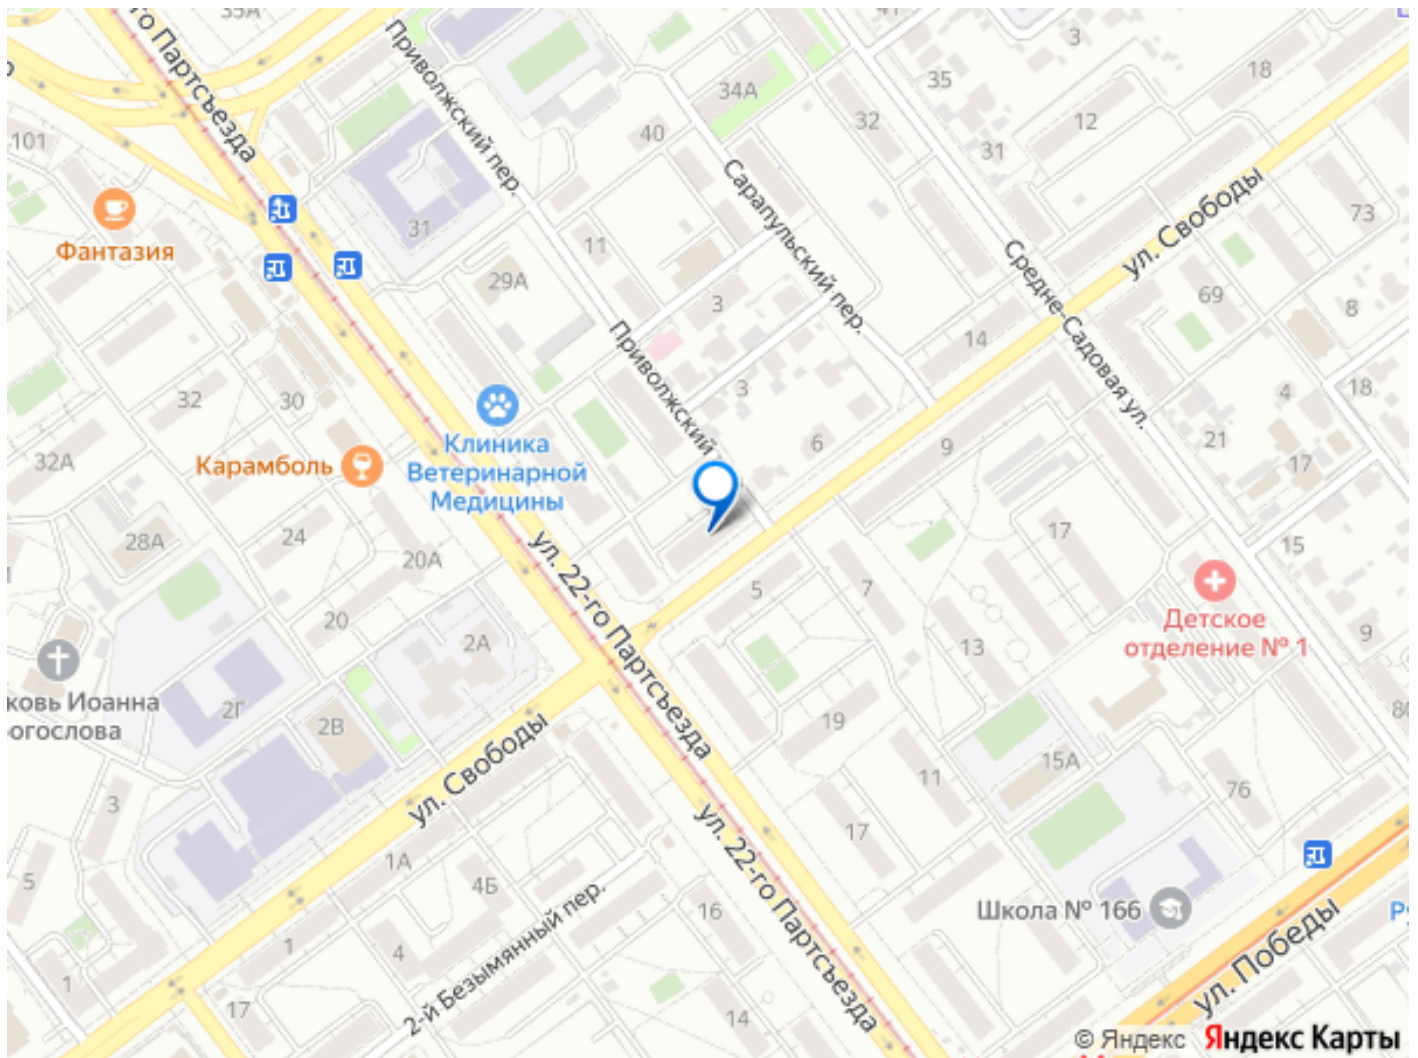 ул. 22-го Партсъезда
Партсъезда
Приволжский пер.
Приволжский
Сарапульский пер.
Средне-Садовая ул.
ул. Свободы
ул. Свободы
ул. 22-го Партсъезда
2-й Безымянный пер.
ул. Победы
Фантазия
Карамболь
Клиника
Ветеринарной
Медицины
Детское
отделение № 1
Школа № 166
ковь Иоанна
огослова
101
34А
40
35
3
18
12
32
31
31
11
29А
3
3
73
69
8
14
32
30
32А
6
9
4
18
21
17
28А
24
20А
20
17
15
5
7
2А
13
9
2Г
2В
19
11
15А
76
80
3
17
5
1А
4Б
16
1
4
1
17
14
© Яндекс Яндекс Карты